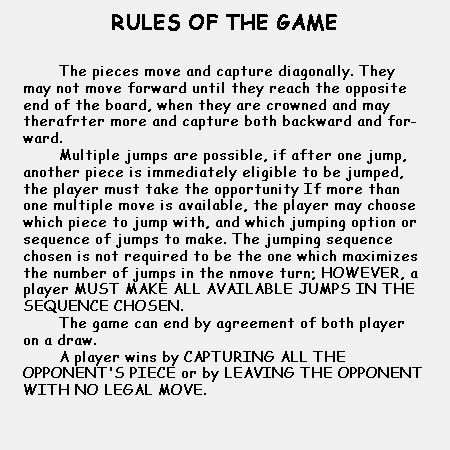 RULES OF THE GAME
The pieces move and capture diagonally. They
may not move forward until they reach the opposite
end of the board, when they are crowned and may
therafrter more and capture both backward and for-
ward.
Multiple jumps are possible, if after one jump,
another piece is immediately eligible to be jumped,
the player must take the opportunity If more than
one multiple move is available, the player may choose
which piece to jump with, and which jumping option or
sequence of jumps to make. The jumping sequence
chosen is not required to be the one which maximizes
the number of jumps in the nmove turn; HOWEVER, a
player MUST MAKE ALL AVAILABLE JUMPS IN THE
SEQUENCE CHOSEN.
The game can end by agreement of both player
on a draw.
A player wins by CAPTURING ALL THE
OPPONENT'S PIECE or by LEAVING THE OPPONENT
WITH NO LEGAL MOVE.